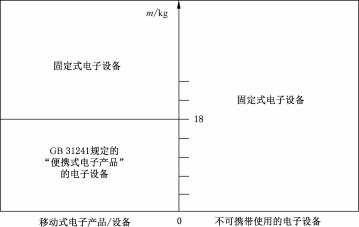 m/kg
固定式电子设备
固定式电子设备
18
GB 31241规定的
“便携式电子产品”
的电子设备
移动式电子产品/设备
0
不可携带使用的电子设备